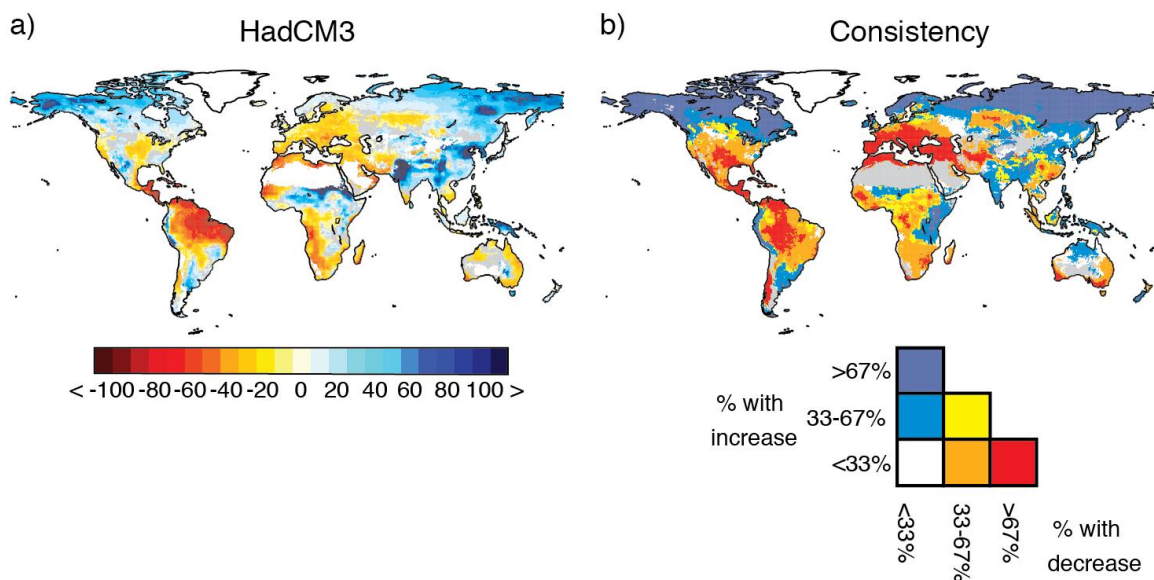 a)
HadCM3
b)
Consistency
< -100 -80 -60 -40 -20 0 20 40 60 80 100 >
% with
increase
>67%
33-67%
<33%
<33%
33-67%
>67%
% with
decrease